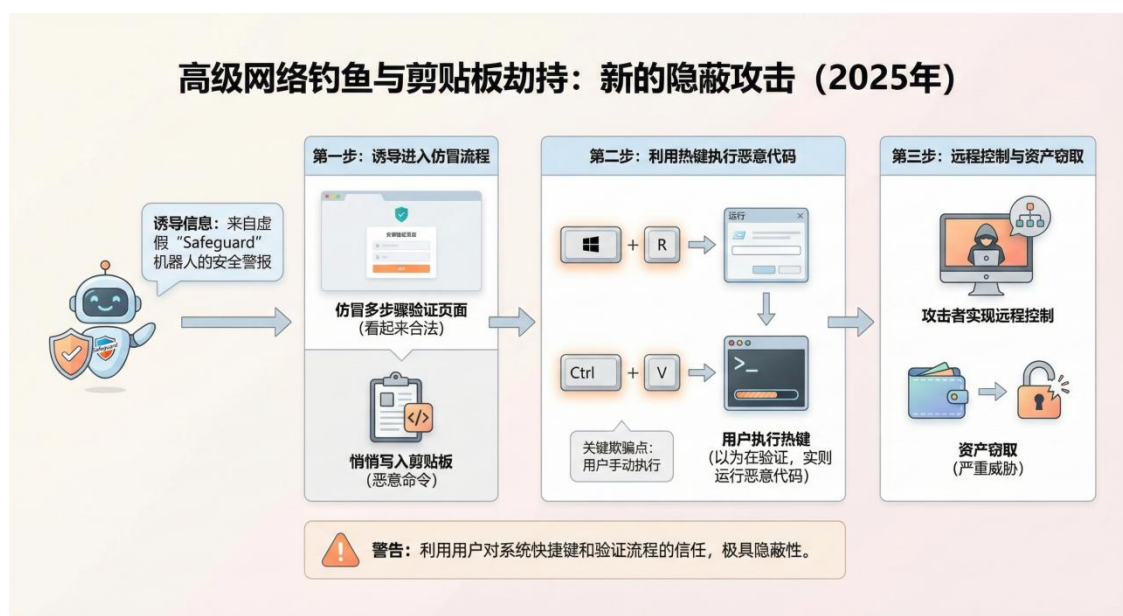 高级网络钓鱼与剪贴板劫持：新的隐蔽攻击（2025年）
诱导信息：来自虚
假“Safeguard”
机器人的安全警报
Safeguard
第一步：诱导进入仿冒流程
仿冒多步骤验证页面
(看起来合法)
</>
悄悄写入剪贴板
(恶意命令)
第二步：利用热键执行恶意代码
+ R
运行
Ctrl + V
>_
关键欺骗点：
用户手动执行
用户执行热键
(以为在验证，实则
运行恶意代码)
第三步：远程控制与资产窃取
攻击者实现远程控制
资产窃取
(严重威胁)
警告：利用用户对系统快捷键和验证流程的信任，极具隐蔽性。